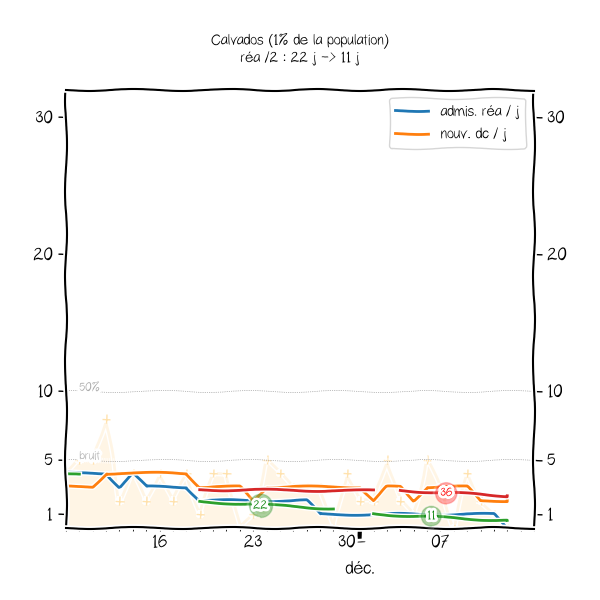 Calvados (1% de la population)
réa /2 : 22 j -> 11 j
admis. réa / j
nouv. dc / j
30 30
20 20
50%
10 10
bruit
5 5
36
22
11
1 1
16 23 30 07
déc.